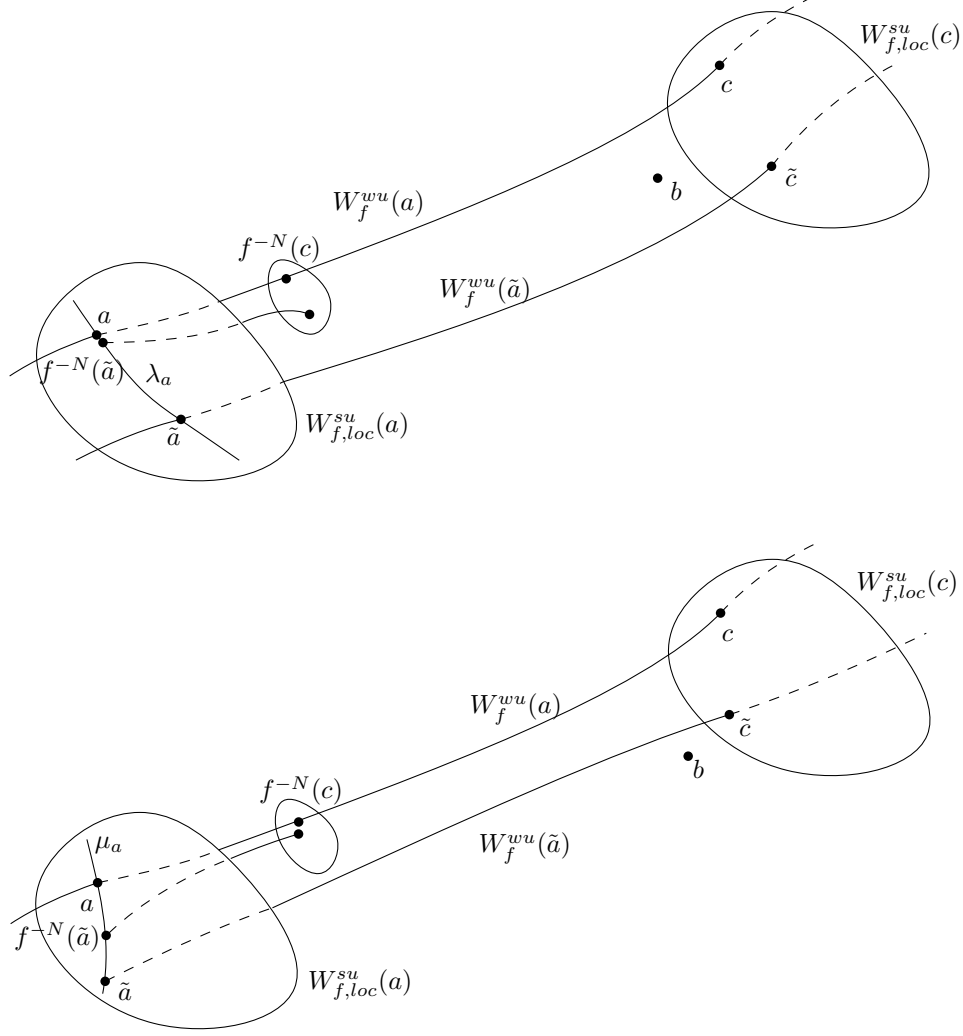 W^{su}_{f,loc}(c)
c
c̃
b
W^{wu}_f(a)
f^{-N}(c)
W^{wu}_f(ã)
a
f^{-N}(ã)
λ_a
W^{su}_{f,loc}(a)
ã
W^{su}_{f,loc}(c)
c
W^{wu}_f(a)
c̃
b
f^{-N}(c)
μ_a
W^{wu}_f(ã)
a
f^{-N}(ã)
W^{su}_{f,loc}(a)
ã